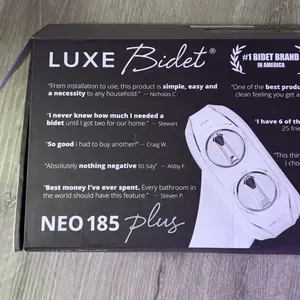 LUXE Bidet®
#1 BIDET BRAND
IN AMERICA
"From installation to use, this product is simple, easy and
a necessity to any household." — Nicholas C.
"I never knew how much I needed a
bidet until I got two for our home." — Stewart
"So good I had to buy another!" — Craig W.
"Absolutely nothing negative to say" — Abby F.
"Best money I've ever spent. Every bathroom in
the world should have this feature." — Steven P.
NEO 185 plus
"One of the best
clean feeling you get a
"I have 6 of the
25 frie
"This
I cho